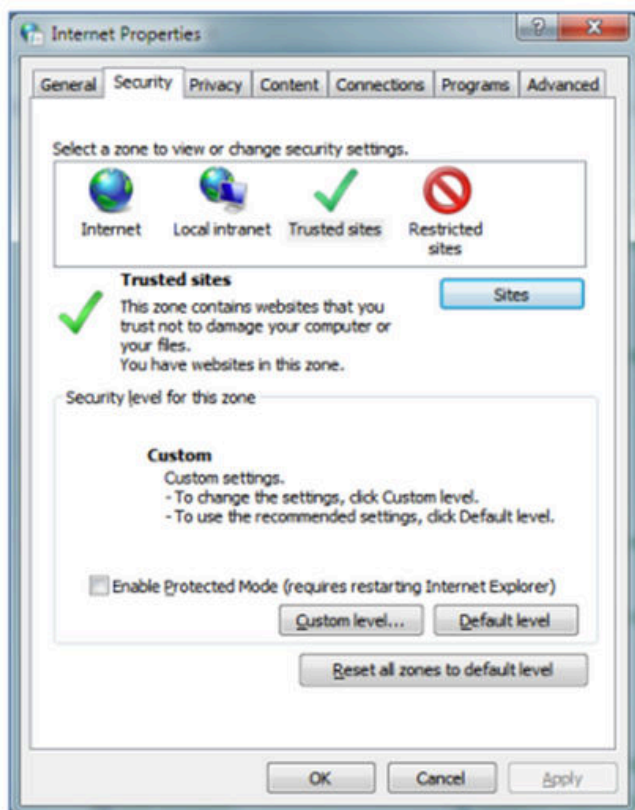 Internet Properties
?
General Security Privacy Content Connections Programs Advanced
Select a zone to view or change security settings.
Internet Local intranet Trusted sites Restricted
sites
Trusted sites
Sites
This zone contains websites that you
trust not to damage your computer or
your files.
You have websites in this zone.
Security level for this zone
Custom
Custom settings.
- To change the settings, click Custom level.
- To use the recommended settings, click Default level.
Enable Protected Mode (requires restarting Internet Explorer)
Custom level... Default level
Reset all zones to default level
OK Cancel Apply